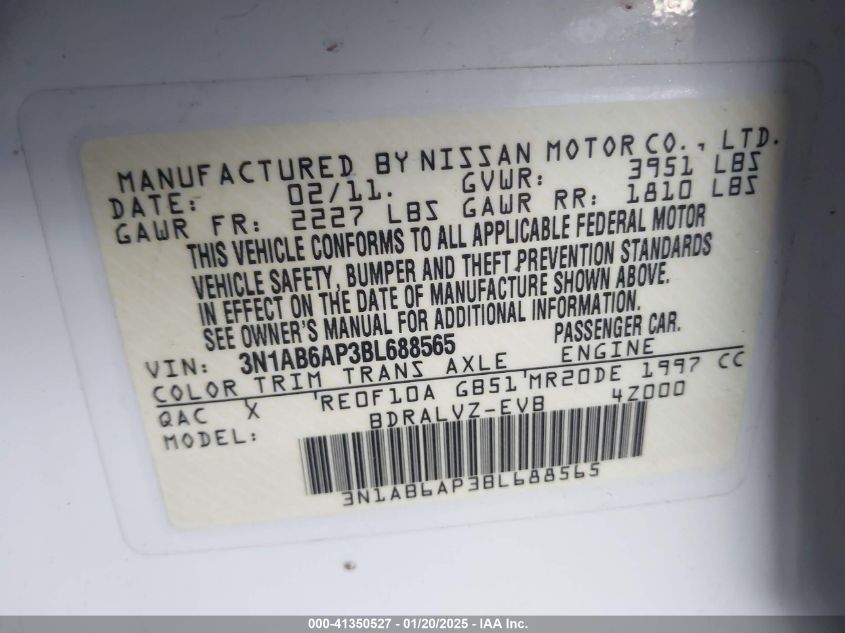 MANUFACTURED BY NISSAN MOTOR CO., LTD.
DATE: 02/11. GVWR: 3951 LBS
GAWR FR: 2227 LBS GAWR RR: 1810 LBS
THIS VEHICLE CONFORMS TO ALL APPLICABLE FEDERAL MOTOR
VEHICLE SAFETY, BUMPER AND THEFT PREVENTION STANDARDS
IN EFFECT ON THE DATE OF MANUFACTURE SHOWN ABOVE.
SEE OWNER'S MANUAL FOR ADDITIONAL INFORMATION.
VIN: 3N1AB6AP3BL688565 PASSENGER CAR.
COLOR TRIM TRANS AXLE ENGINE
QAC X RE0F10A GB51 MR20DE 1997 CC
MODEL: BDRALVZ-EVB 4Z000
3N1AB6AP3BL688565
000-41350527 - 01/20/2025 - IAA Inc.